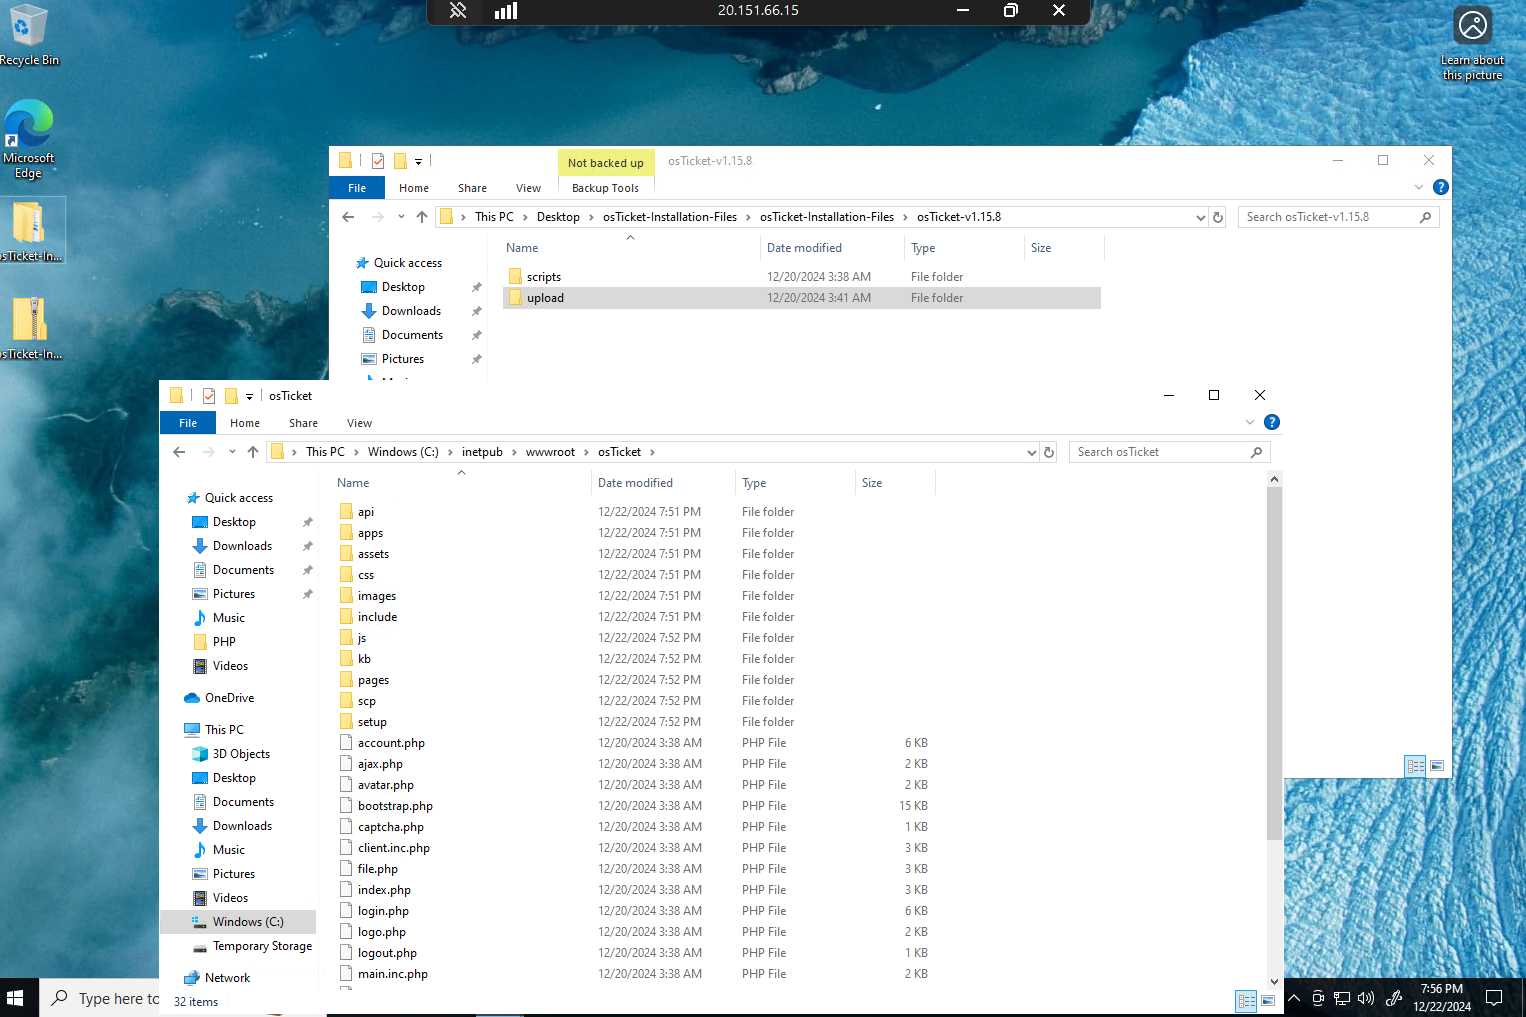 20.151.66.15
Recycle Bin
Learn about
this picture
Microsoft
Edge
osTicket-In...
osTicket-In...
Not backed up
osTicket-v1.15.8
File
Home
Share
View
Backup Tools
This PC > Desktop > osTicket-Installation-Files > osTicket-Installation-Files > osTicket-v1.15.8
Search osTicket-v1.15.8
Name
Date modified
Type
Size
Quick access
Desktop
Downloads
Documents
Pictures
scripts 12/20/2024 3:38 AM File folder
upload 12/20/2024 3:41 AM File folder
osTicket
File
Home
Share
View
This PC > Windows (C:) > inetpub > wwwroot > osTicket >
Search osTicket
Quick access
Desktop
Downloads
Documents
Pictures
Music
PHP
Videos
OneDrive
This PC
3D Objects
Desktop
Documents
Downloads
Music
Pictures
Videos
Windows (C:)
Temporary Storage
Network
Name Date modified Type Size
api 12/22/2024 7:51 PM File folder
apps 12/22/2024 7:51 PM File folder
assets 12/22/2024 7:51 PM File folder
css 12/22/2024 7:51 PM File folder
images 12/22/2024 7:51 PM File folder
include 12/22/2024 7:51 PM File folder
js 12/22/2024 7:52 PM File folder
kb 12/22/2024 7:52 PM File folder
pages 12/22/2024 7:52 PM File folder
scp 12/22/2024 7:52 PM File folder
setup 12/22/2024 7:52 PM File folder
account.php 12/20/2024 3:38 AM PHP File 6 KB
ajax.php 12/20/2024 3:38 AM PHP File 2 KB
avatar.php 12/20/2024 3:38 AM PHP File 2 KB
bootstrap.php 12/20/2024 3:38 AM PHP File 15 KB
captcha.php 12/20/2024 3:38 AM PHP File 1 KB
client.inc.php 12/20/2024 3:38 AM PHP File 3 KB
file.php 12/20/2024 3:38 AM PHP File 3 KB
index.php 12/20/2024 3:38 AM PHP File 3 KB
login.php 12/20/2024 3:38 AM PHP File 6 KB
logo.php 12/20/2024 3:38 AM PHP File 2 KB
logout.php 12/20/2024 3:38 AM PHP File 1 KB
main.inc.php 12/20/2024 3:38 AM PHP File 2 KB
32 items
Type here to
7:56 PM
12/22/2024